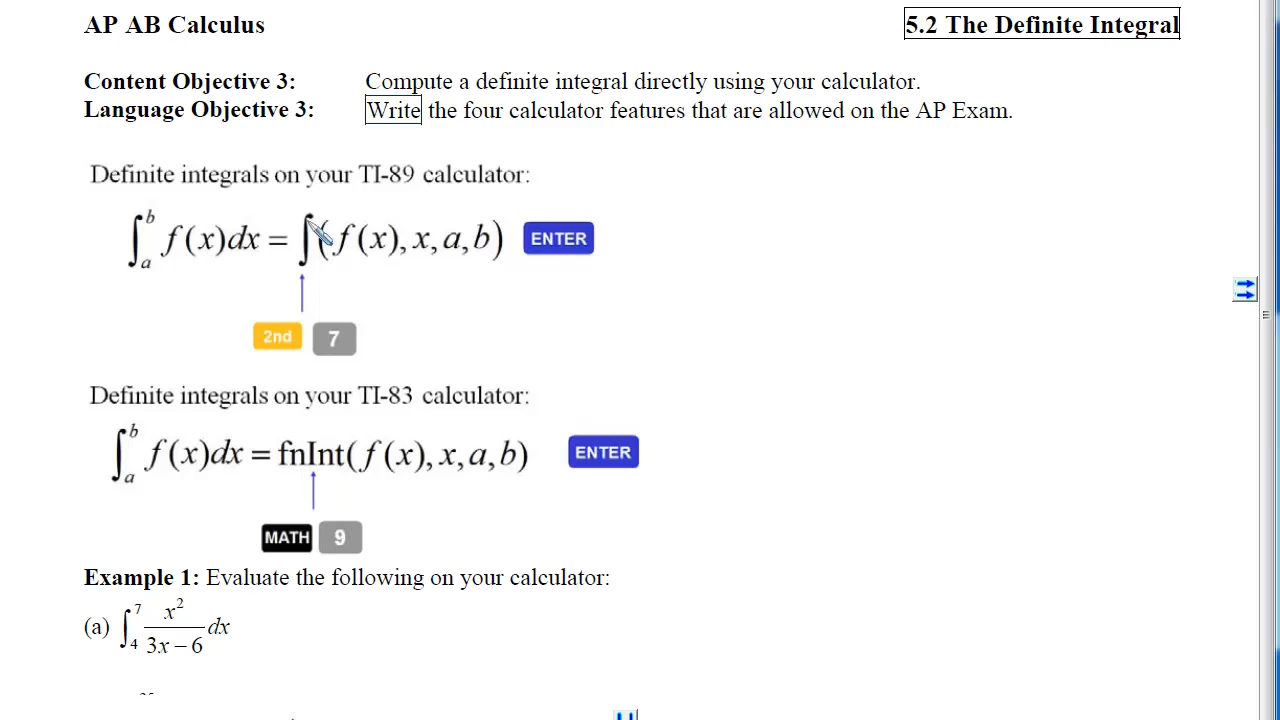 AP AB Calculus 5.2 The Definite Integral
Content Objective 3: Compute a definite integral directly using your calculator.
Language Objective 3: Write the four calculator features that are allowed on the AP Exam.
Definite integrals on your TI-89 calculator:
∫_a^b f(x)dx = ∫(f(x), x, a, b) ENTER
2nd 7
Definite integrals on your TI-83 calculator:
∫_a^b f(x)dx = fnInt(f(x), x, a, b) ENTER
MATH 9
Example 1: Evaluate the following on your calculator:
(a) ∫_4^7 x²/(3x − 6) dx